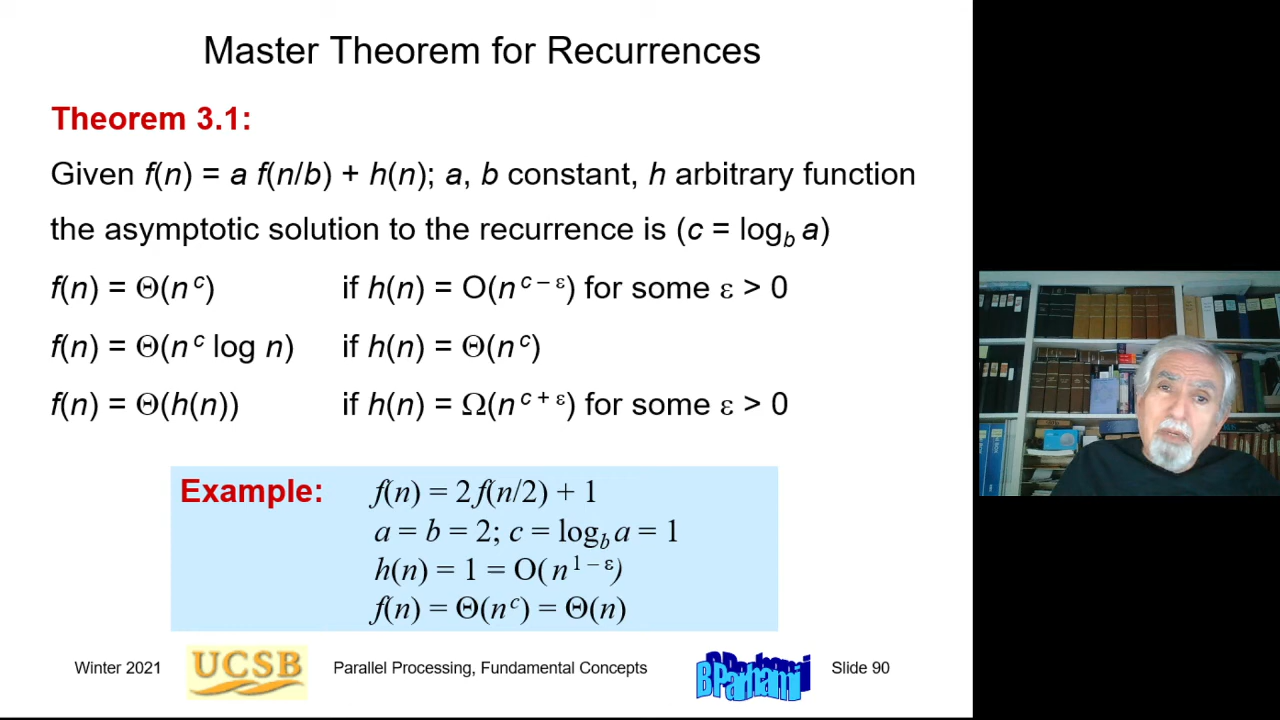 Master Theorem for Recurrences
Theorem 3.1:
Given f(n) = a f(n/b) + h(n); a, b constant, h arbitrary function
the asymptotic solution to the recurrence is (c = log_b a)
f(n) = Θ(n^c) if h(n) = O(n^(c – ε)) for some ε > 0
f(n) = Θ(n^c log n) if h(n) = Θ(n^c)
f(n) = Θ(h(n)) if h(n) = Ω(n^(c + ε)) for some ε > 0
Example: f(n) = 2 f(n/2) + 1
a = b = 2; c = log_b a = 1
h(n) = 1 = O( n^(1 – ε))
f(n) = Θ(n^c) = Θ(n)
Winter 2021 UCSB Parallel Processing, Fundamental Concepts BParhami Slide 90